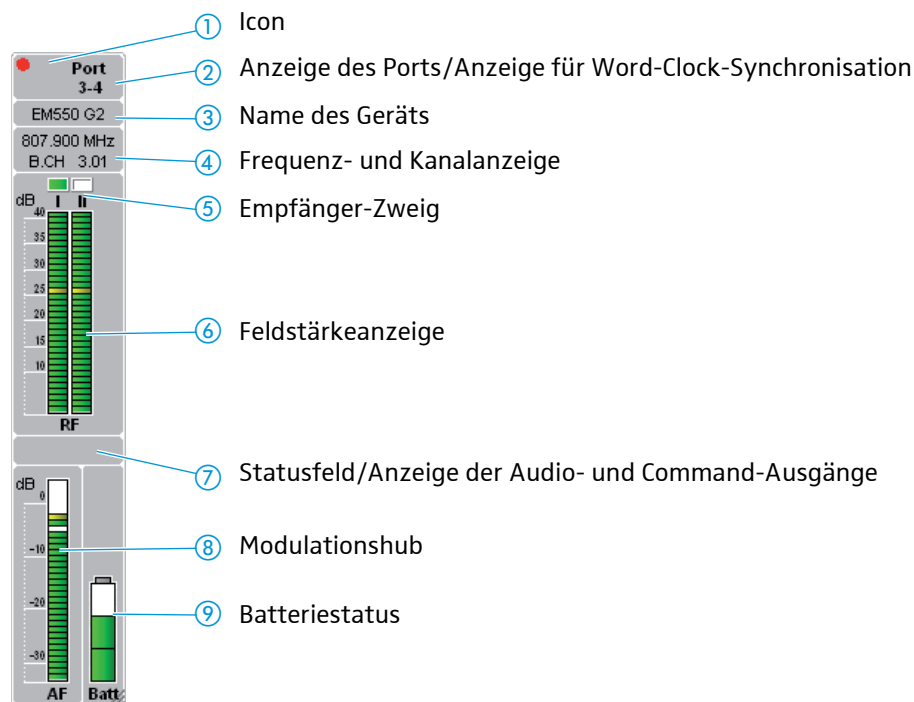 1 Icon
Port
3-4
2 Anzeige des Ports/Anzeige für Word-Clock-Synchronisation
EM550 G2
3 Name des Geräts
807.900 MHz
B.CH 3.01
4 Frequenz- und Kanalanzeige
dB I II
5 Empfänger-Zweig
40
35
30
25
20
15
10
6 Feldstärkeanzeige
RF
7 Statusfeld/Anzeige der Audio- und Command-Ausgänge
dB
0
-10
-20
-30
8 Modulationshub
9 Batteriestatus
AF Batt